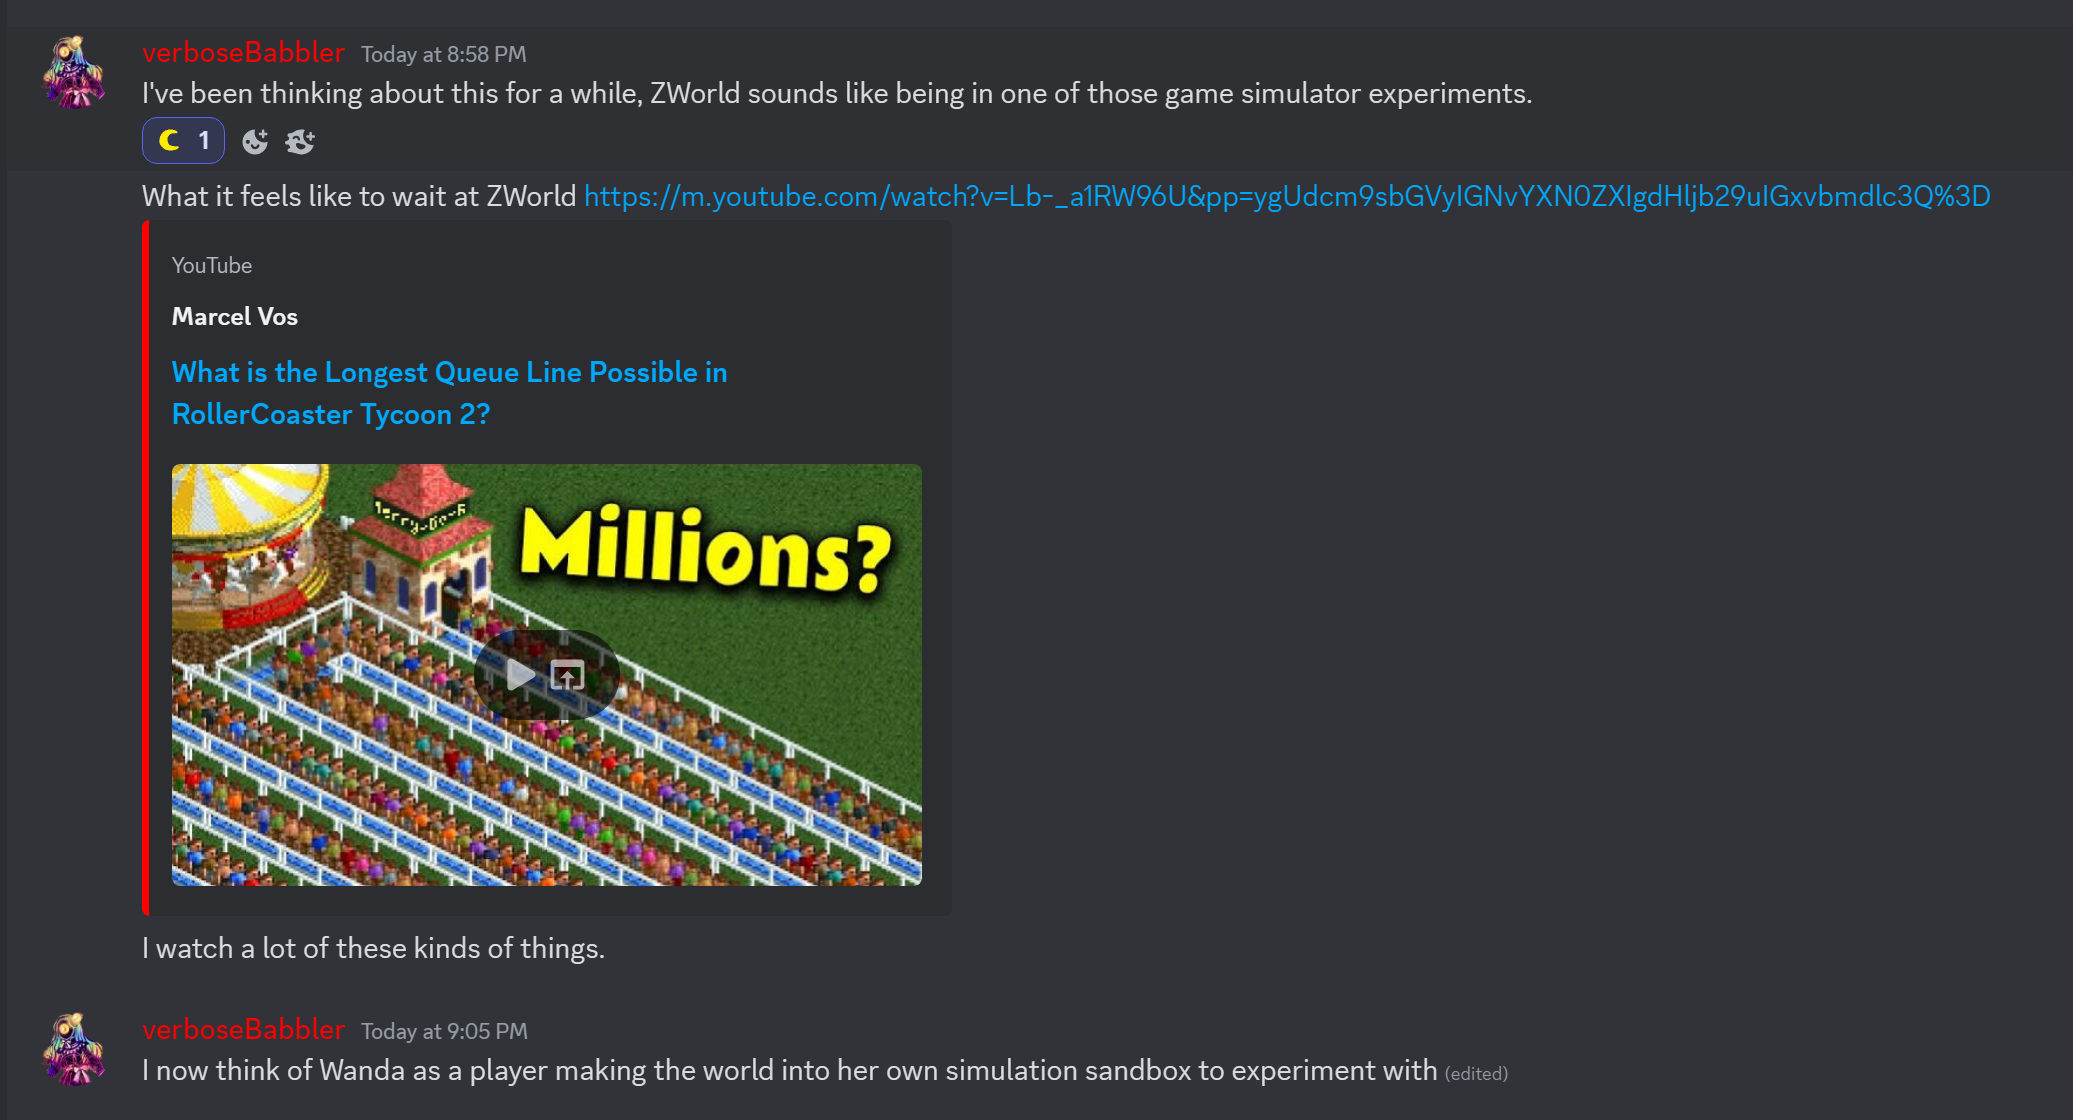 verboseBabbler Today at 8:58 PM
I've been thinking about this for a while, ZWorld sounds like being in one of those game simulator experiments.
1
What it feels like to wait at ZWorld https://m.youtube.com/watch?v=Lb-_a1RW96U&pp=ygUdcm9sbGVyIGNvYXN0ZXIgdHljb29uIGxvbmdlc3Q%3D
YouTube
Marcel Vos
What is the Longest Queue Line Possible in
RollerCoaster Tycoon 2?
Millions?
I watch a lot of these kinds of things.
verboseBabbler Today at 9:05 PM
I now think of Wanda as a player making the world into her own simulation sandbox to experiment with (edited)